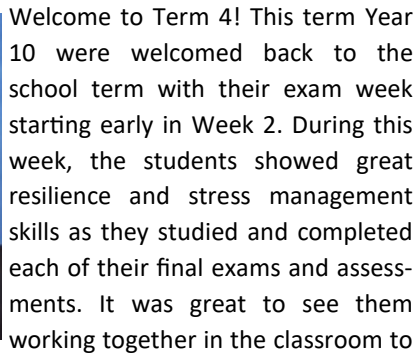 Welcome to Term 4! This term Year
10 were welcomed back to the
school term with their exam week
starting early in Week 2. During this
week, the students showed great
resilience and stress management
skills as they studied and completed
each of their final exams and assess-
ments. It was great to see them
working together in the classroom to